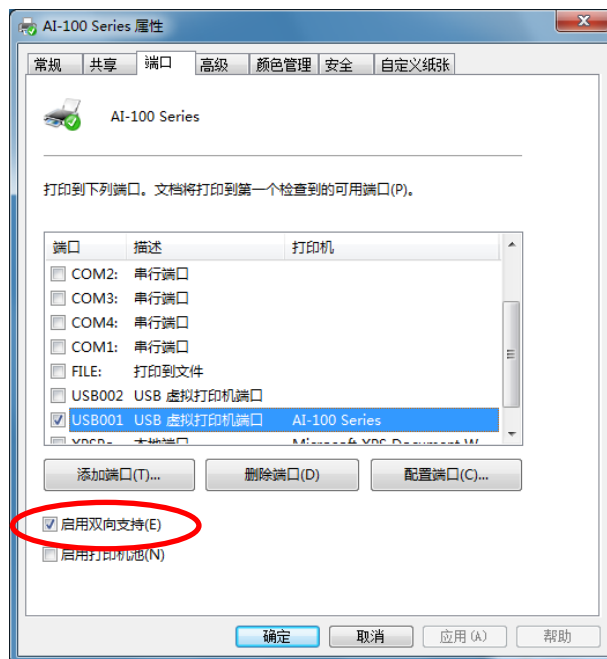 AI-100 Series 属性
常规 共享 端口 高级 颜色管理 安全 自定义纸张
AI-100 Series
打印到下列端口。文档将打印到第一个检查到的可用端口(P)。
端口 描述 打印机
COM2: 串行端口
COM3: 串行端口
COM4: 串行端口
COM1: 串行端口
FILE: 打印到文件
USB002 USB 虚拟打印机端口
USB001 USB 虚拟打印机端口 AI-100 Series
本地端口 Microsoft XPS Document W
添加端口(T)... 删除端口(D) 配置端口(C)...
启用双向支持(E)
启用打印机池(N)
确定 取消 应用(A) 帮助